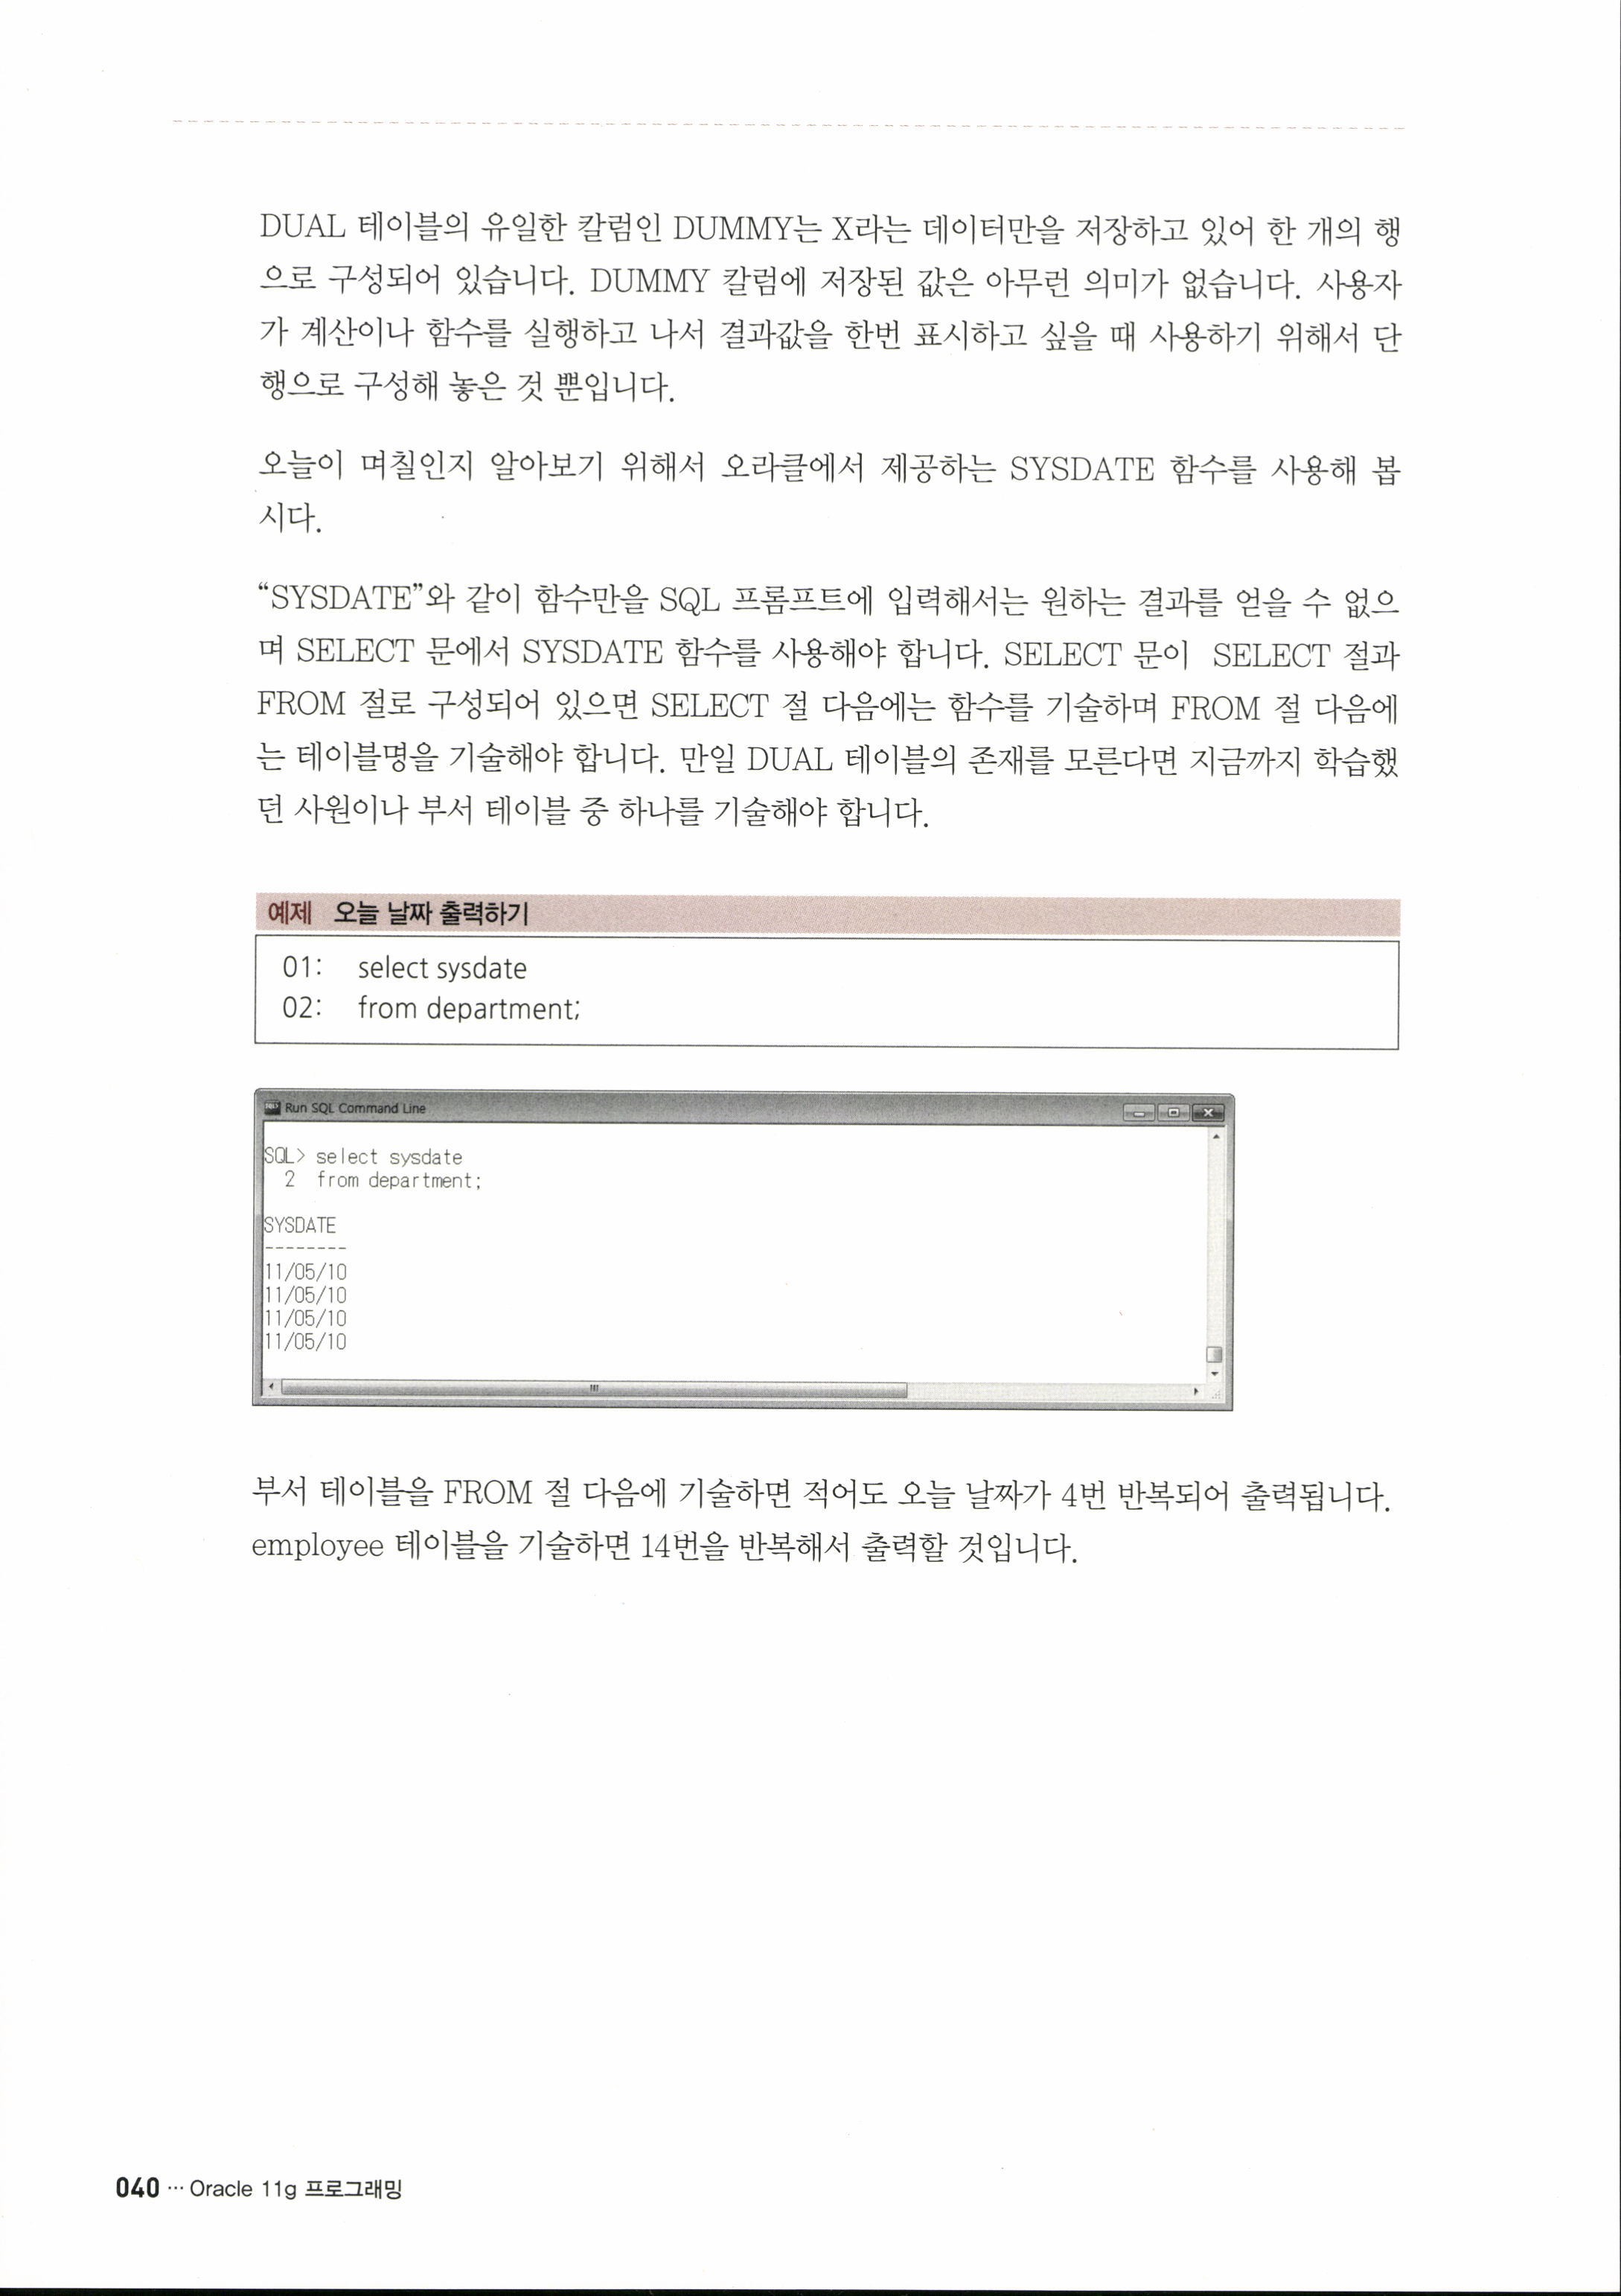 DUAL 테이블의 유일한 칼럼인 DUMMY는 X라는 데이터만을 저장하고 있어 한 개의 행
으로 구성되어 있습니다. DUMMY 칼럼에 저장된 값은 아무런 의미가 없습니다. 사용자
가 계산이나 함수를 실행하고 나서 결과값을 한번 표시하고 싶을 때 사용하기 위해서 단
행으로 구성해 놓은 것 뿐입니다.
오늘이 며칠인지 알아보기 위해서 오라클에서 제공하는 SYSDATE 함수를 사용해 봅
시다.
“SYSDATE”와 같이 함수만을 SQL 프롬프트에 입력해서는 원하는 결과를 얻을 수 없으
며 SELECT 문에서 SYSDATE 함수를 사용해야 합니다. SELECT 문이 SELECT 절과
FROM 절로 구성되어 있으면 SELECT 절 다음에는 함수를 기술하며 FROM 절 다음에
는 테이블명을 기술해야 합니다. 만일 DUAL 테이블의 존재를 모른다면 지금까지 학습했
던 사원이나 부서 테이블 중 하나를 기술해야 합니다.
예제 오늘 날짜 출력하기
01: select sysdate
02: from department;
Run SQL Command Line
SQL> select sysdate
2 from department;
SYSDATE
--------
11/05/10
11/05/10
11/05/10
11/05/10
부서 테이블을 FROM 절 다음에 기술하면 적어도 오늘 날짜가 4번 반복되어 출력됩니다.
employee 테이블을 기술하면 14번을 반복해서 출력할 것입니다.
040 ··· Oracle 11g 프로그래밍